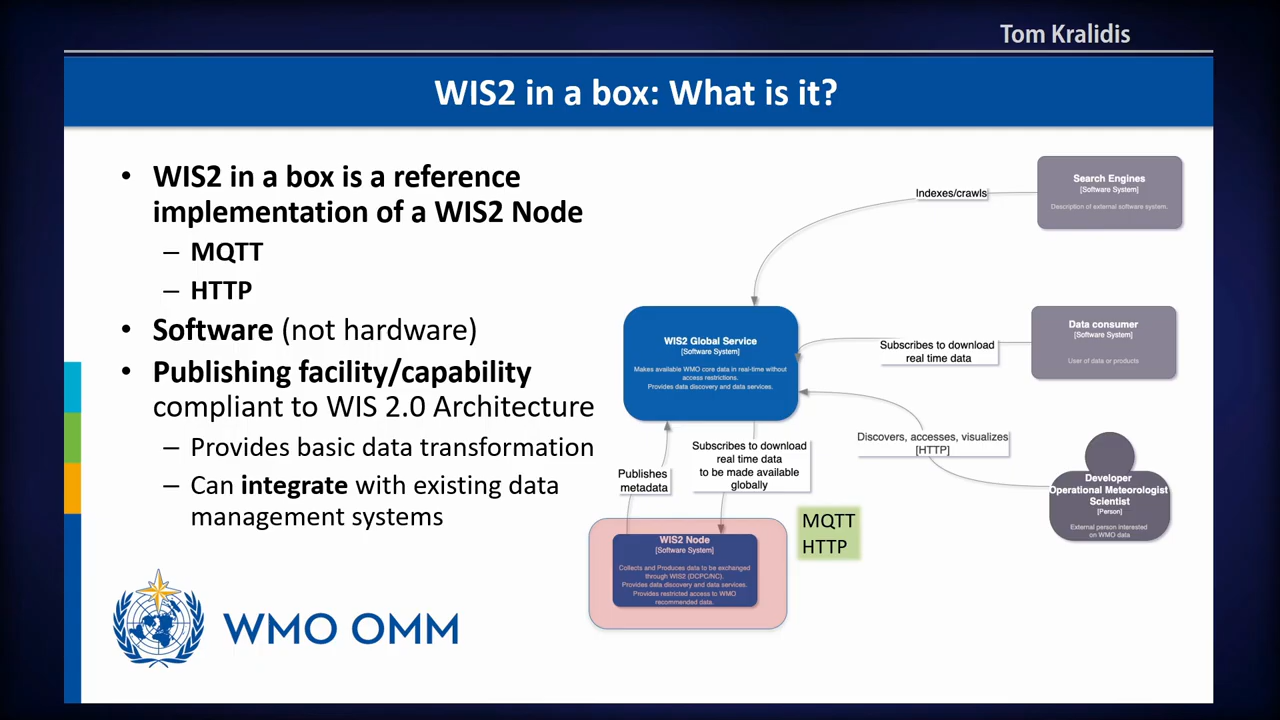 Tom Kralidis
WIS2 in a box: What is it?
• WIS2 in a box is a reference
implementation of a WIS2 Node
– MQTT
– HTTP
• Software (not hardware)
• Publishing facility/capability
compliant to WIS 2.0 Architecture
– Provides basic data transformation
– Can integrate with existing data
management systems
WMO OMM
Search Engines
[Software System]
Description of external software system.
Indexes/crawls
WIS2 Global Service
[Software System]
Makes available WMO core data in real-time without
access restrictions.
Provides data discovery and data services.
Data consumer
[Software System]
User of data or products
Subscribes to download
real time data
Discovers, accesses, visualizes
[HTTP]
Developer
Operational Meteorologist
Scientist
[Person]
External person interested
on WMO data
Publishes
metadata
Subscribes to download
real time data
to be made available
globally
MQTT
HTTP
WIS2 Node
[Software System]
Collects and Produces data to be exchanged
through WIS2 (DCPC/NC).
Provides data discovery and data services.
Provides restricted access to WMO
recommended data.